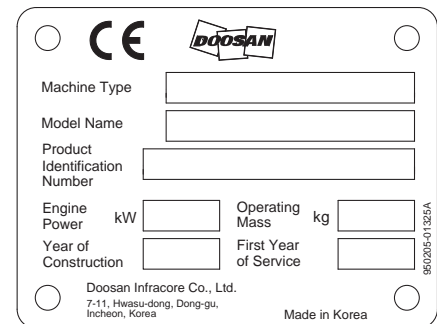 CE DOOSAN
Machine Type
Model Name
Product
Identification
Number
Engine
Power kW
Operating
Mass kg
Year of
Construction
First Year
of Service
Doosan Infracore Co., Ltd.
7-11, Hwasu-dong, Dong-gu,
Incheon, Korea
Made in Korea
950205-01325A